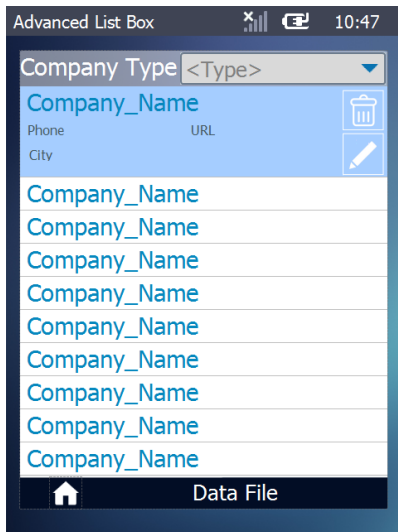 Advanced List Box 10:47
Company Type <Type>
Company_Name
Phone URL
City
Company_Name
Company_Name
Company_Name
Company_Name
Company_Name
Company_Name
Company_Name
Company_Name
Company_Name
Data File